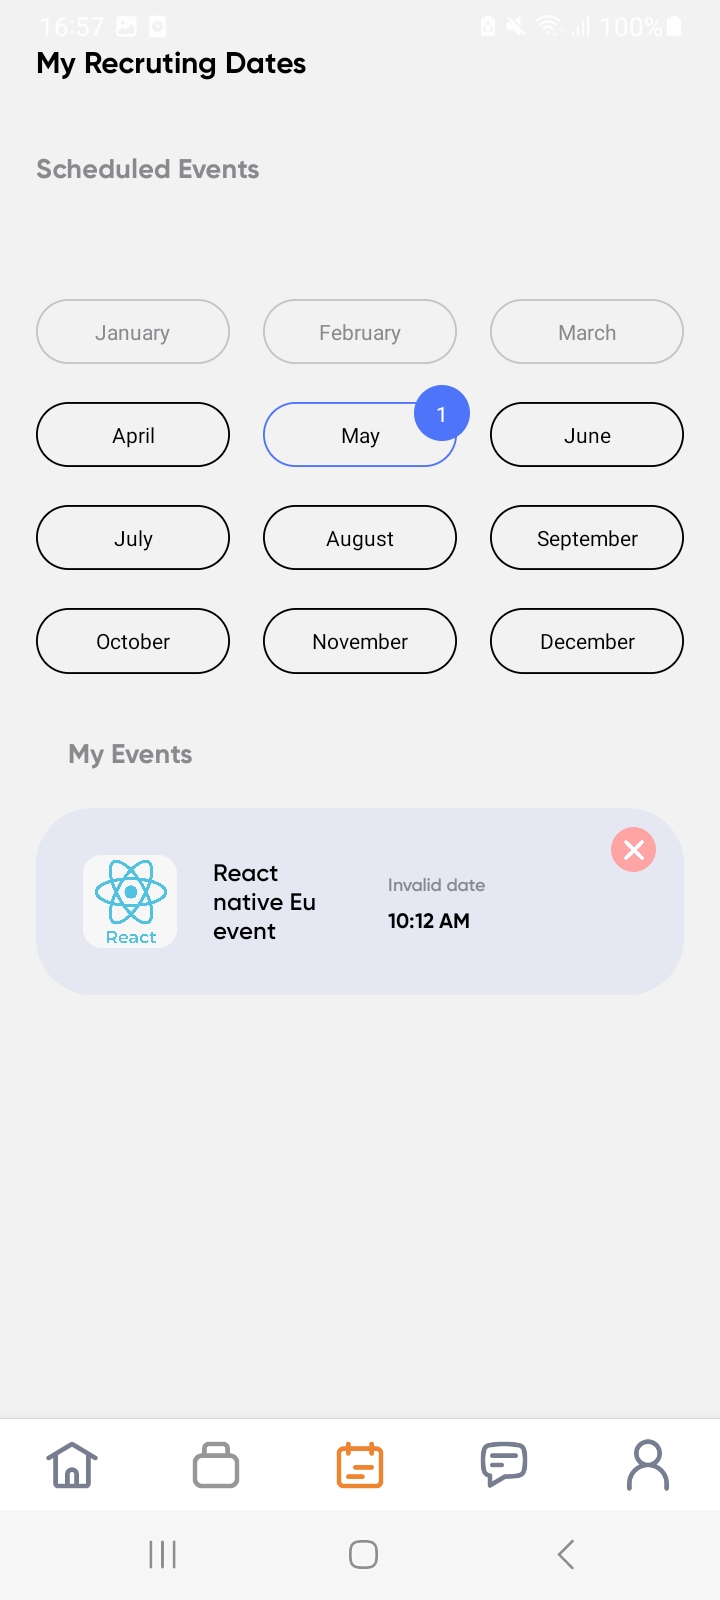 16:57 100%
My Recruting Dates
Scheduled Events
January February March
April May 1 June
July August September
October November December
My Events
React
native Eu
event
Invalid date
10:12 AM
React